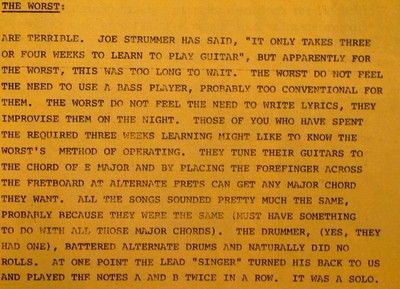 THE WORST:
ARE TERRIBLE. JOE STRUMMER HAS SAID, "IT ONLY TAKES THREE
OR FOUR WEEKS TO LEARN TO PLAY GUITAR", BUT APPARENTLY FOR
THE WORST, THIS WAS TOO LONG TO WAIT. THE WORST DO NOT FEEL
THE NEED TO USE A BASS PLAYER, PROBABLY TOO CONVENTIONAL FOR
THEM. THE WORST DO NOT FEEL THE NEED TO WRITE LYRICS, THEY
IMPROVISE THEM ON THE NIGHT. THOSE OF YOU WHO HAVE SPENT
THE REQUIRED THREE WEEKS LEARNING MIGHT LIKE TO KNOW THE
WORST'S METHOD OF OPERATING. THEY TUNE THEIR GUITARS TO
THE CHORD OF E MAJOR AND BY PLACING THE FOREFINGER ACROSS
THE FRETBOARD AT ALTERNATE FRETS CAN GET ANY MAJOR CHORD
THEY WANT. ALL THE SONGS SOUNDED PRETTY MUCH THE SAME,
PROBABLY BECAUSE THEY WERE THE SAME (MUST HAVE SOMETHING
TO DO WITH ALL THOSE MAJOR CHORDS). THE DRUMMER, (YES, THEY
HAD ONE), BATTERED ALTERNATE DRUMS AND NATURALLY DID NO
ROLLS. AT ONE POINT THE LEAD "SINGER" TURNED HIS BACK TO US
AND PLAYED THE NOTES A AND B TWICE IN A ROW. IT WAS A SOLO.